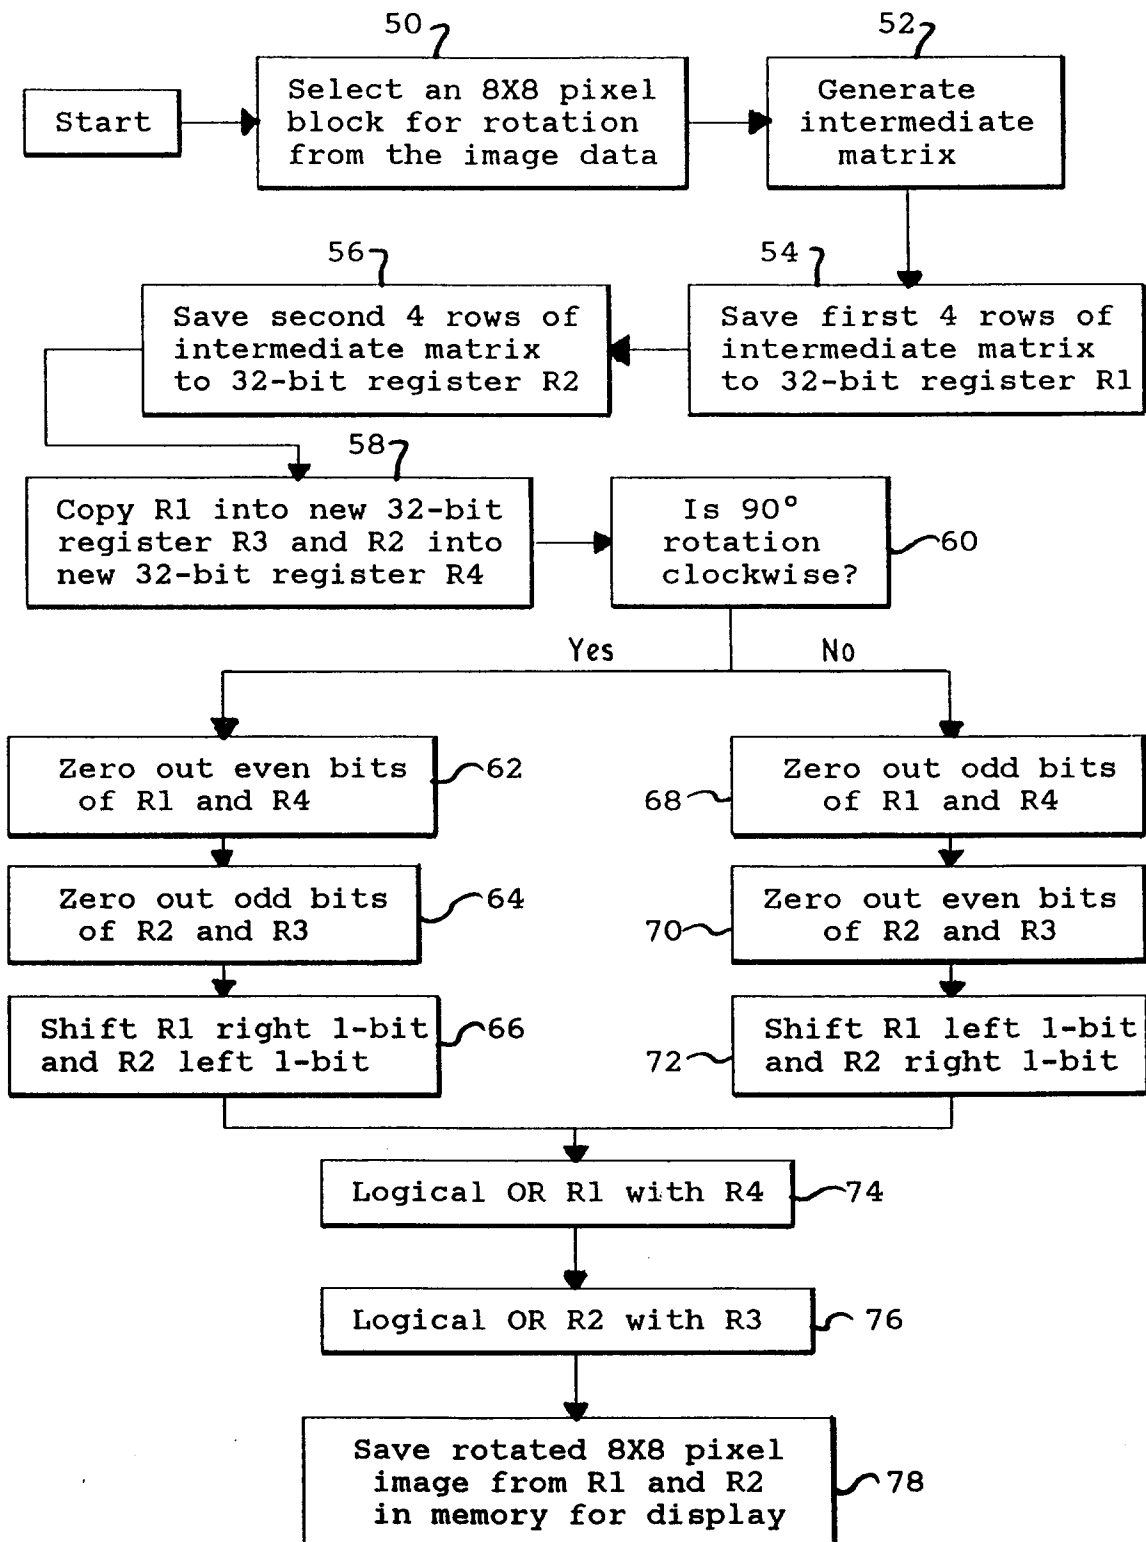 50
52
Start
Select an 8X8 pixel
block for rotation
from the image data
Generate
intermediate
matrix
56
54
Save second 4 rows of
intermediate matrix
to 32-bit register R2
Save first 4 rows of
intermediate matrix
to 32-bit register R1
58
Copy R1 into new 32-bit
register R3 and R2 into
new 32-bit register R4
Is 90°
rotation
clockwise?
60
Yes
No
Zero out even bits
of R1 and R4
62
Zero out odd bits
of R1 and R4
68
Zero out odd bits
of R2 and R3
64
Zero out even bits
of R2 and R3
70
Shift R1 right 1-bit
and R2 left 1-bit
66
Shift R1 left 1-bit
and R2 right 1-bit
72
Logical OR R1 with R4
74
Logical OR R2 with R3
76
Save rotated 8X8 pixel
image from R1 and R2
in memory for display
78